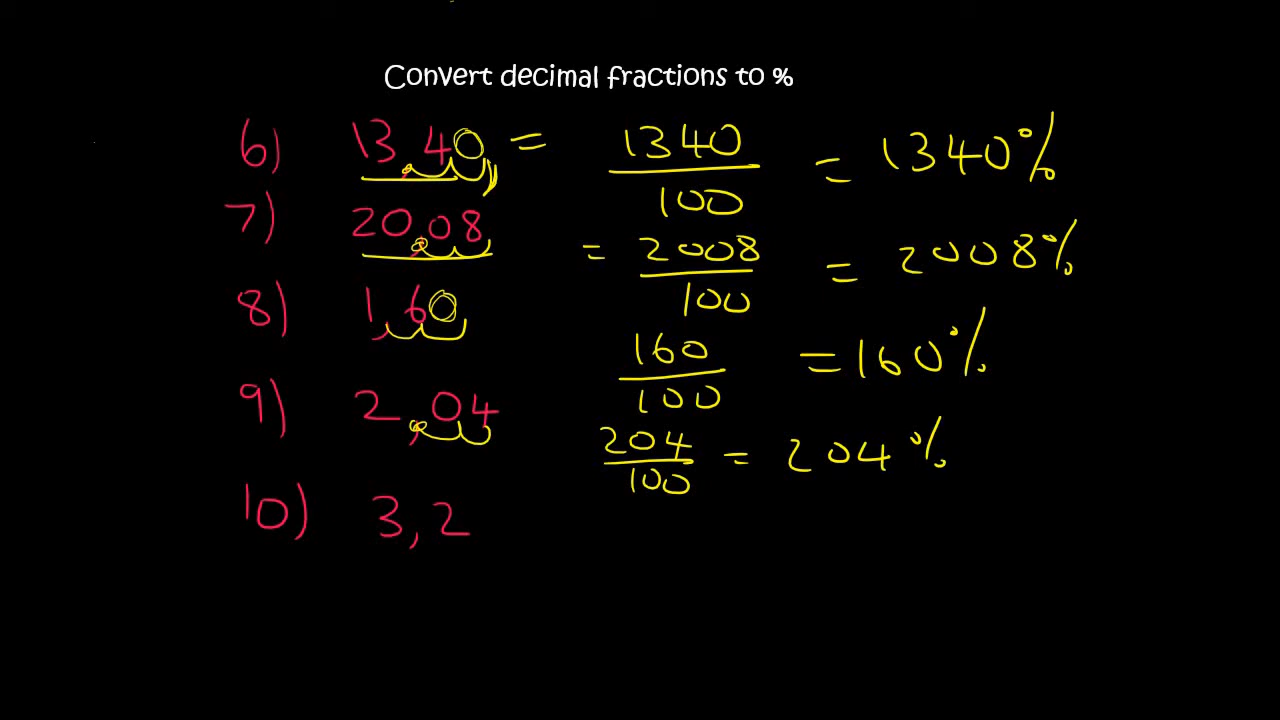 Convert decimal fractions to %
6) 13,40 = 1340/100 = 1340%
7) 20,08 = 2008/100 = 2008%
8) 1,60 160/100 = 160%
9) 2,04 204/100 = 204%
10) 3,2